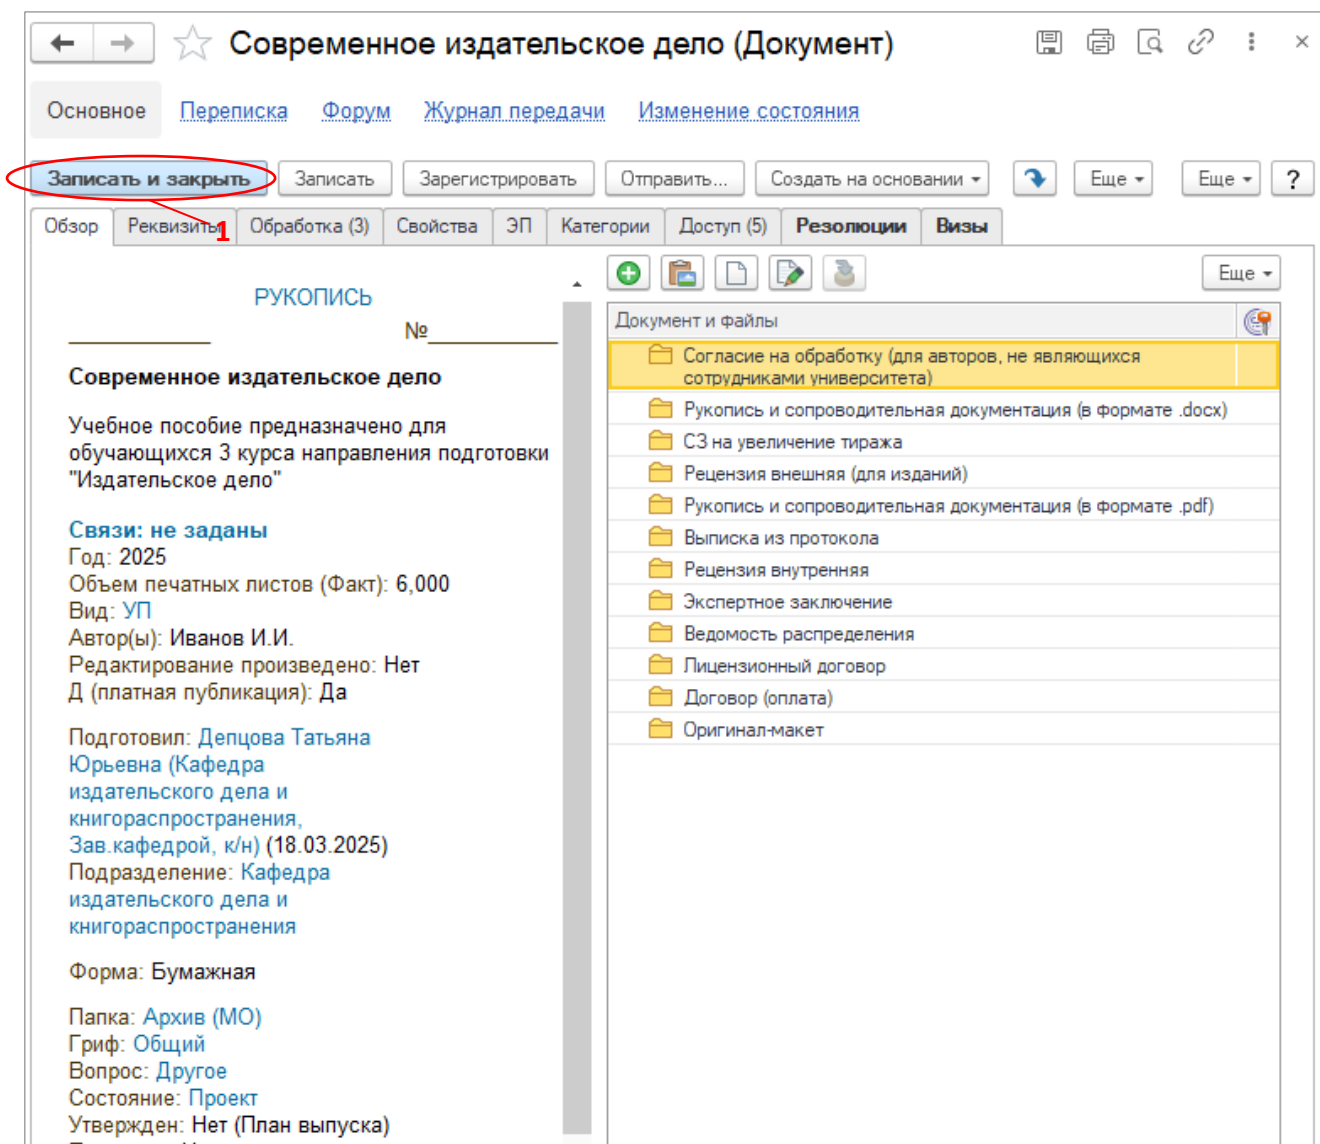 Современное издательское дело (Документ)
Основное Переписка Форум Журнал передачи Изменение состояния
Записать и закрыть Записать Зарегистрировать Отправить... Создать на основании Еще Еще ?
1
Обзор Реквизиты Обработка (3) Свойства ЭП Категории Доступ (5) Резолюции Визы
Еще
РУКОПИСЬ
№
Современное издательское дело
Учебное пособие предназначено для
обучающихся 3 курса направления подготовки
"Издательское дело"
Связи: не заданы
Год: 2025
Объем печатных листов (Факт): 6,000
Вид: УП
Автор(ы): Иванов И.И.
Редактирование произведено: Нет
Д (платная публикация): Да
Подготовил: Депцова Татьяна
Юрьевна (Кафедра
издательского дела и
книгораспространения,
Зав.кафедрой, к/н) (18.03.2025)
Подразделение: Кафедра
издательского дела и
книгораспространения
Форма: Бумажная
Папка: Архив (МО)
Гриф: Общий
Вопрос: Другое
Состояние: Проект
Утвержден: Нет (План выпуска)
Документ и файлы
Согласие на обработку (для авторов, не являющихся
сотрудниками университета)
Рукопись и сопроводительная документация (в формате .docx)
СЗ на увеличение тиража
Рецензия внешняя (для изданий)
Рукопись и сопроводительная документация (в формате .pdf)
Выписка из протокола
Рецензия внутренняя
Экспертное заключение
Ведомость распределения
Лицензионный договор
Договор (оплата)
Оригинал-макет